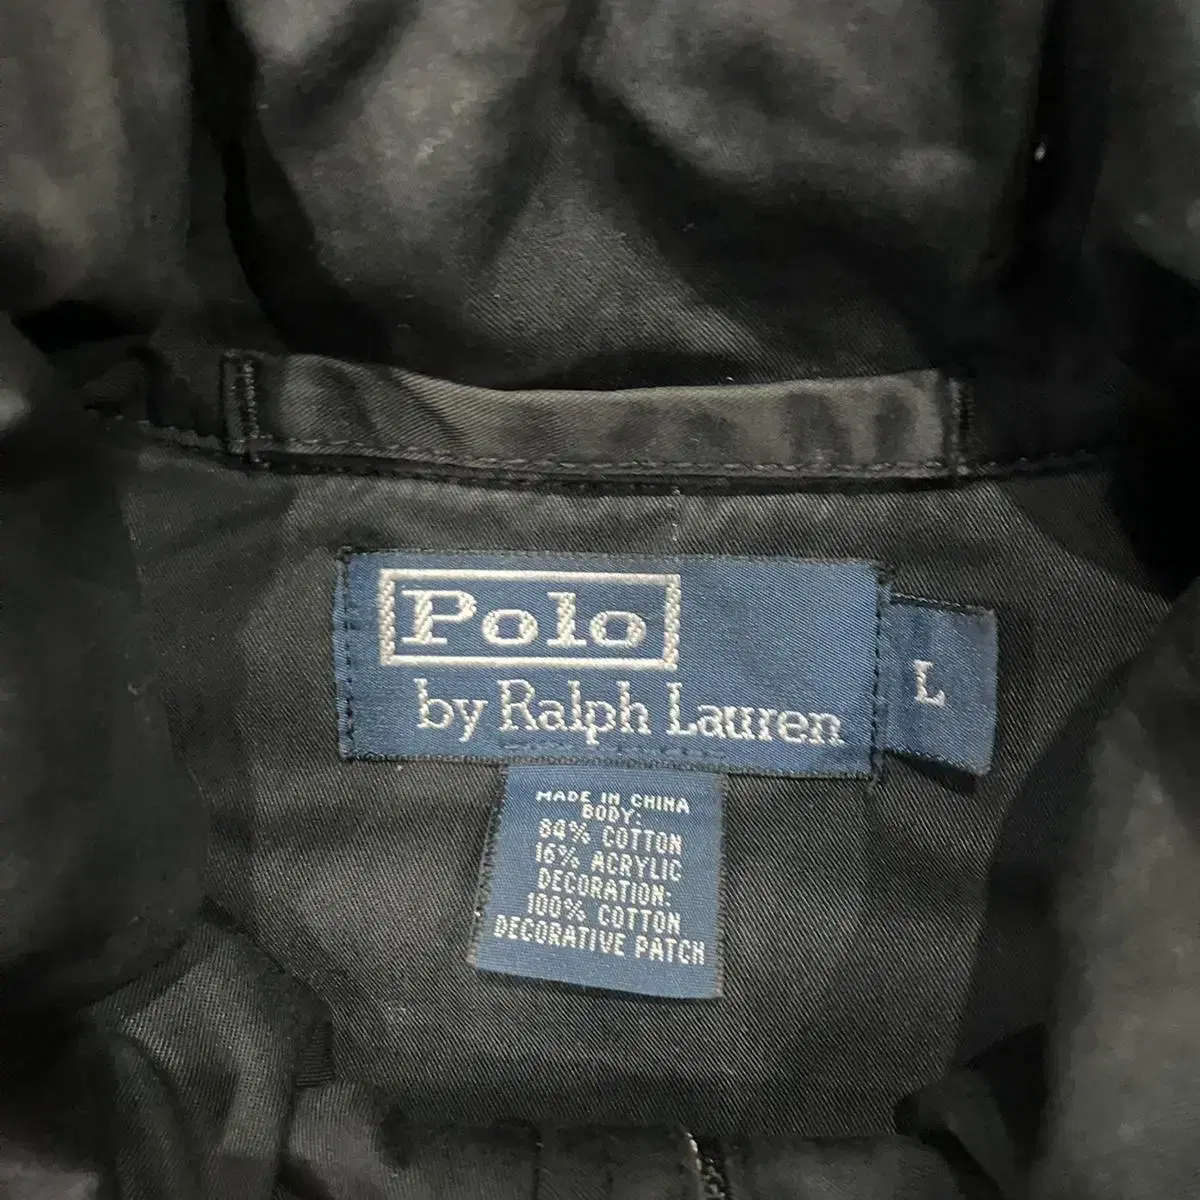 Polo
by Ralph Lauren
L
MADE IN CHINA
BODY:
84% COTTON
16% ACRYLIC
DECORATION:
100% COTTON
DECORATIVE PATCH